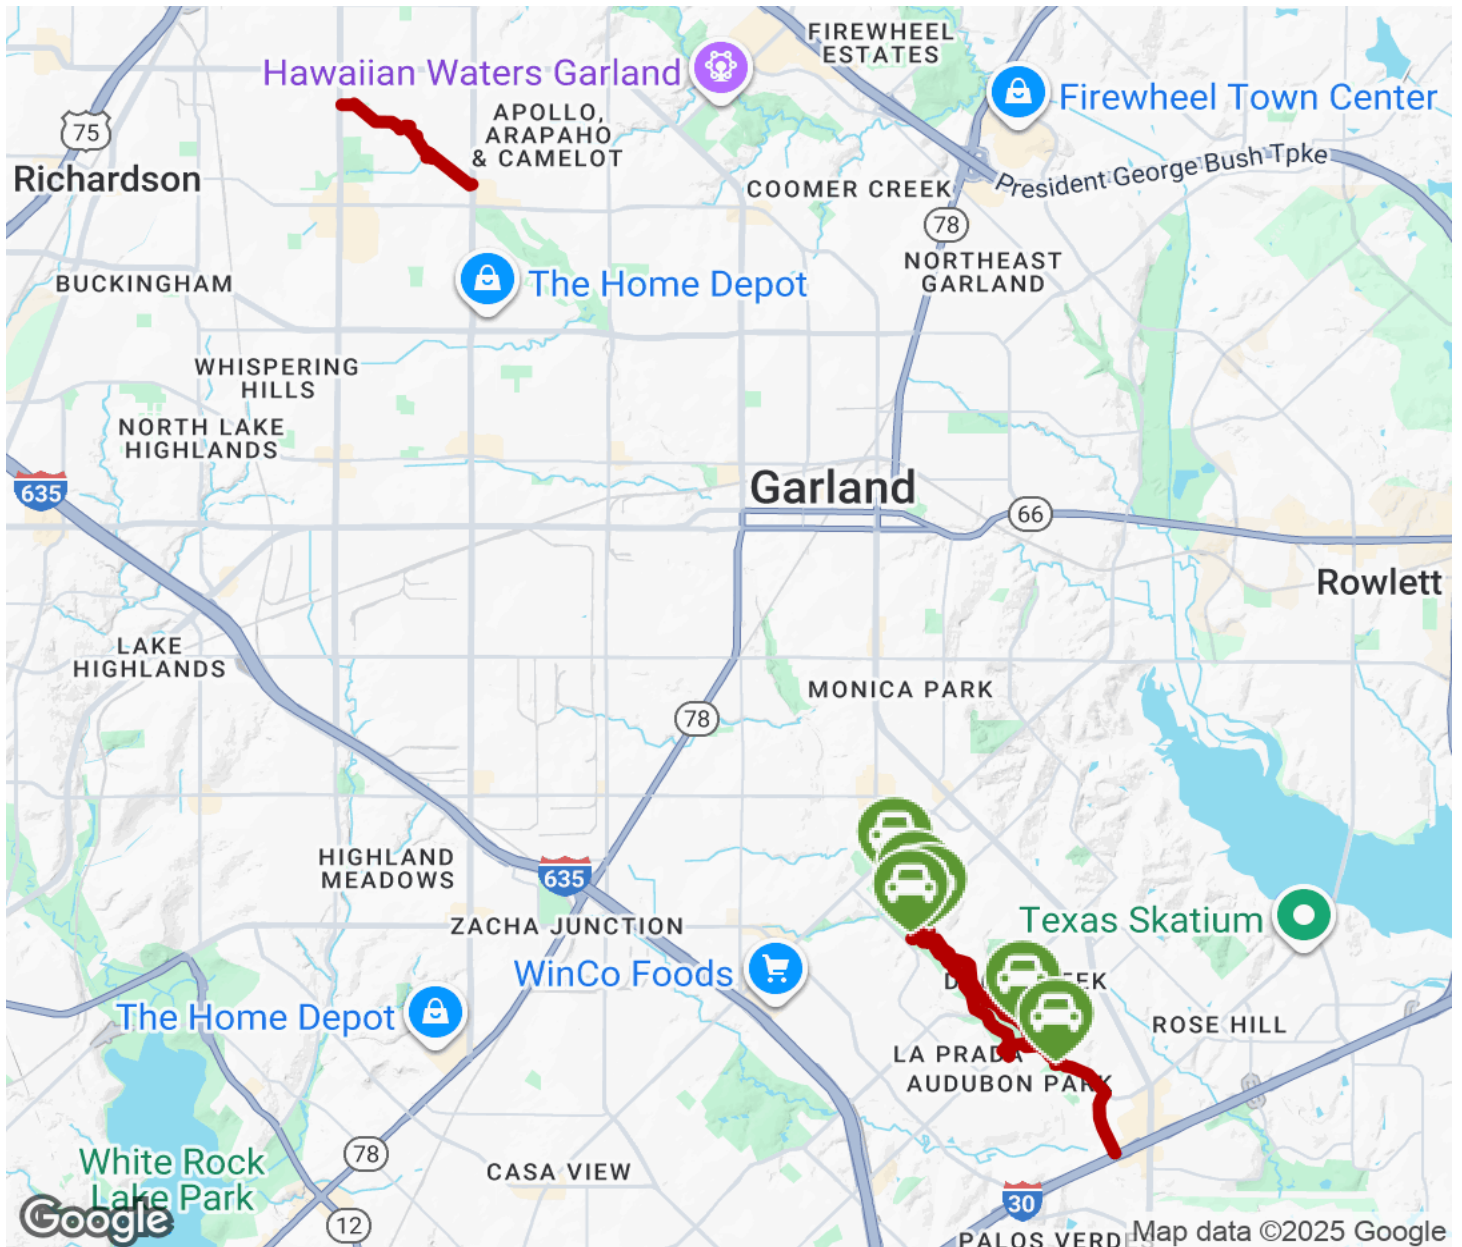 FIREWHEEL
ESTATES
Hawaiian Waters Garland
Firewheel Town Center
APOLLO,
ARAPAHO
& CAMELOT
75
Richardson
President George Bush Tpke
COOMER CREEK
78
NORTHEAST
GARLAND
BUCKINGHAM
The Home Depot
WHISPERING
HILLS
NORTH LAKE
HIGHLANDS
635
Garland
66
Rowlett
LAKE
HIGHLANDS
MONICA PARK
78
HIGHLAND
MEADOWS
635
ZACHA JUNCTION
Texas Skatium
WinCo Foods
The Home Depot
ROSE HILL
LA PRADA
AUDUBON PARK
78
White Rock
Lake Park
CASA VIEW
30
12
Google
PALOS VERDES
Map data ©2025 Google